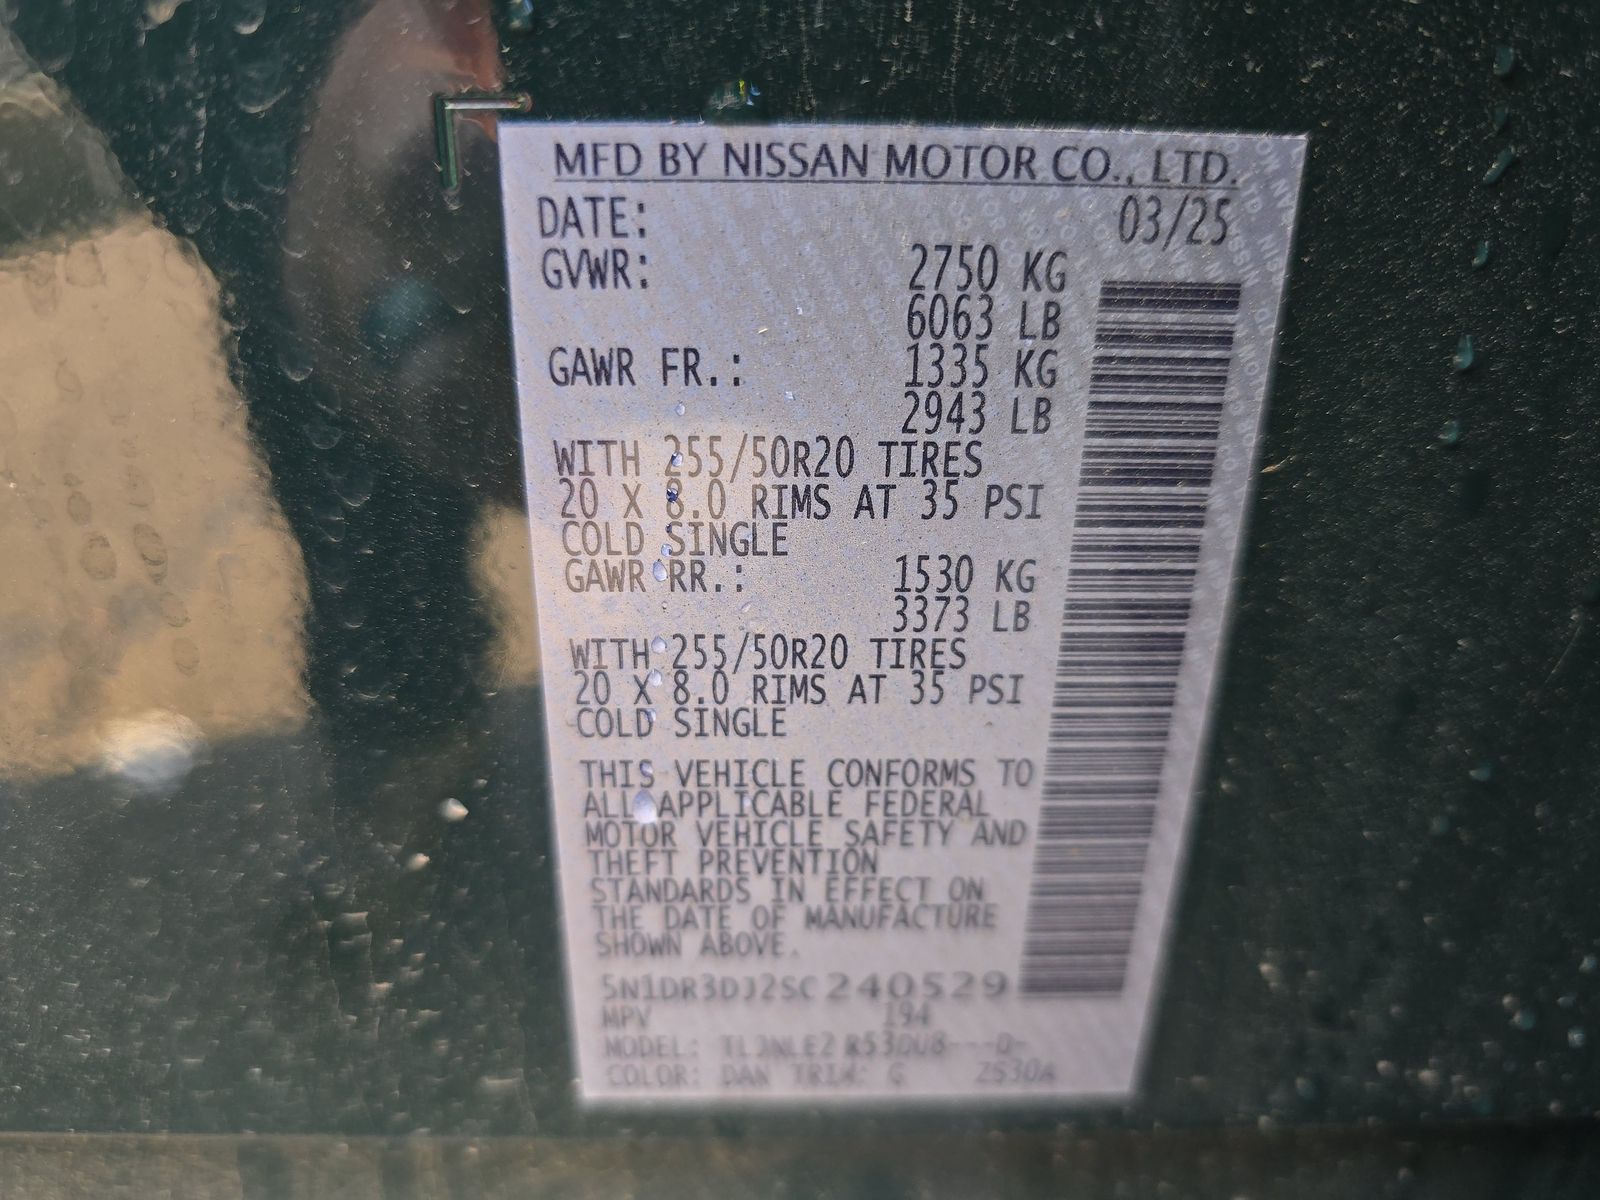 MFD BY NISSAN MOTOR CO., LTD.
DATE: 03/25
GVWR: 2750 KG
6063 LB
GAWR FR.: 1335 KG
2943 LB
WITH 255/50R20 TIRES
20 X 8.0 RIMS AT 35 PSI
COLD SINGLE
GAWR RR.: 1530 KG
3373 LB
WITH 255/50R20 TIRES
20 X 8.0 RIMS AT 35 PSI
COLD SINGLE
THIS VEHICLE CONFORMS TO
ALL APPLICABLE FEDERAL
MOTOR VEHICLE SAFETY AND
THEFT PREVENTION
STANDARDS IN EFFECT ON
THE DATE OF MANUFACTURE
SHOWN ABOVE.
5N1DR3DJ2SC240529
MPV 194
MODEL:
COLOR: DAN TRIM: G